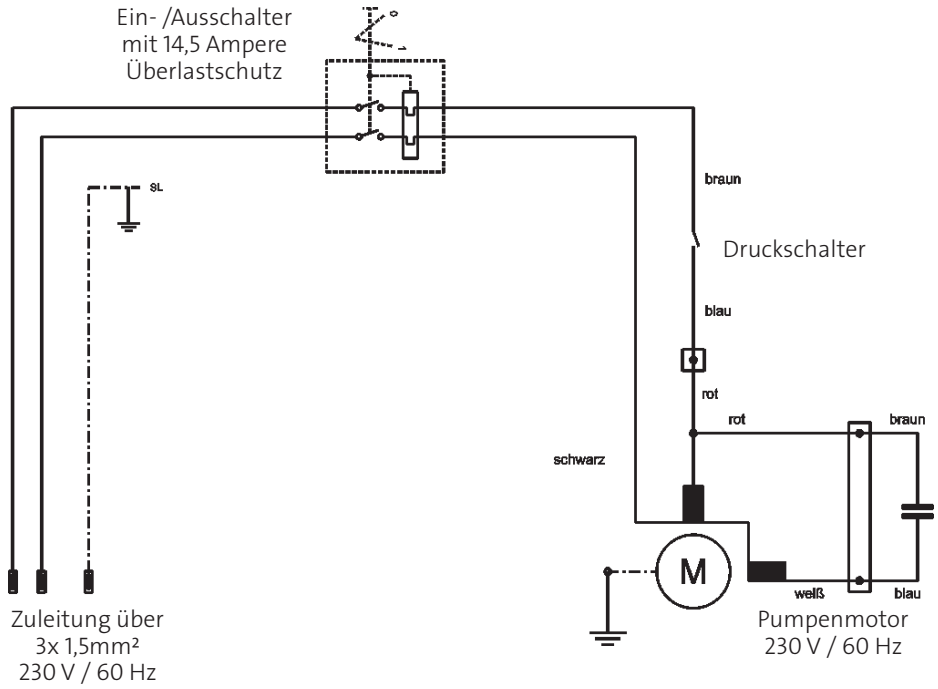 Ein- /Ausschalter
mit 14,5 Ampere
Überlastschutz
SL
braun
Druckschalter
blau
rot
rot
braun
schwarz
M
weiß
blau
Zuleitung über
3x 1,5mm²
230 V / 60 Hz
Pumpenmotor
230 V / 60 Hz